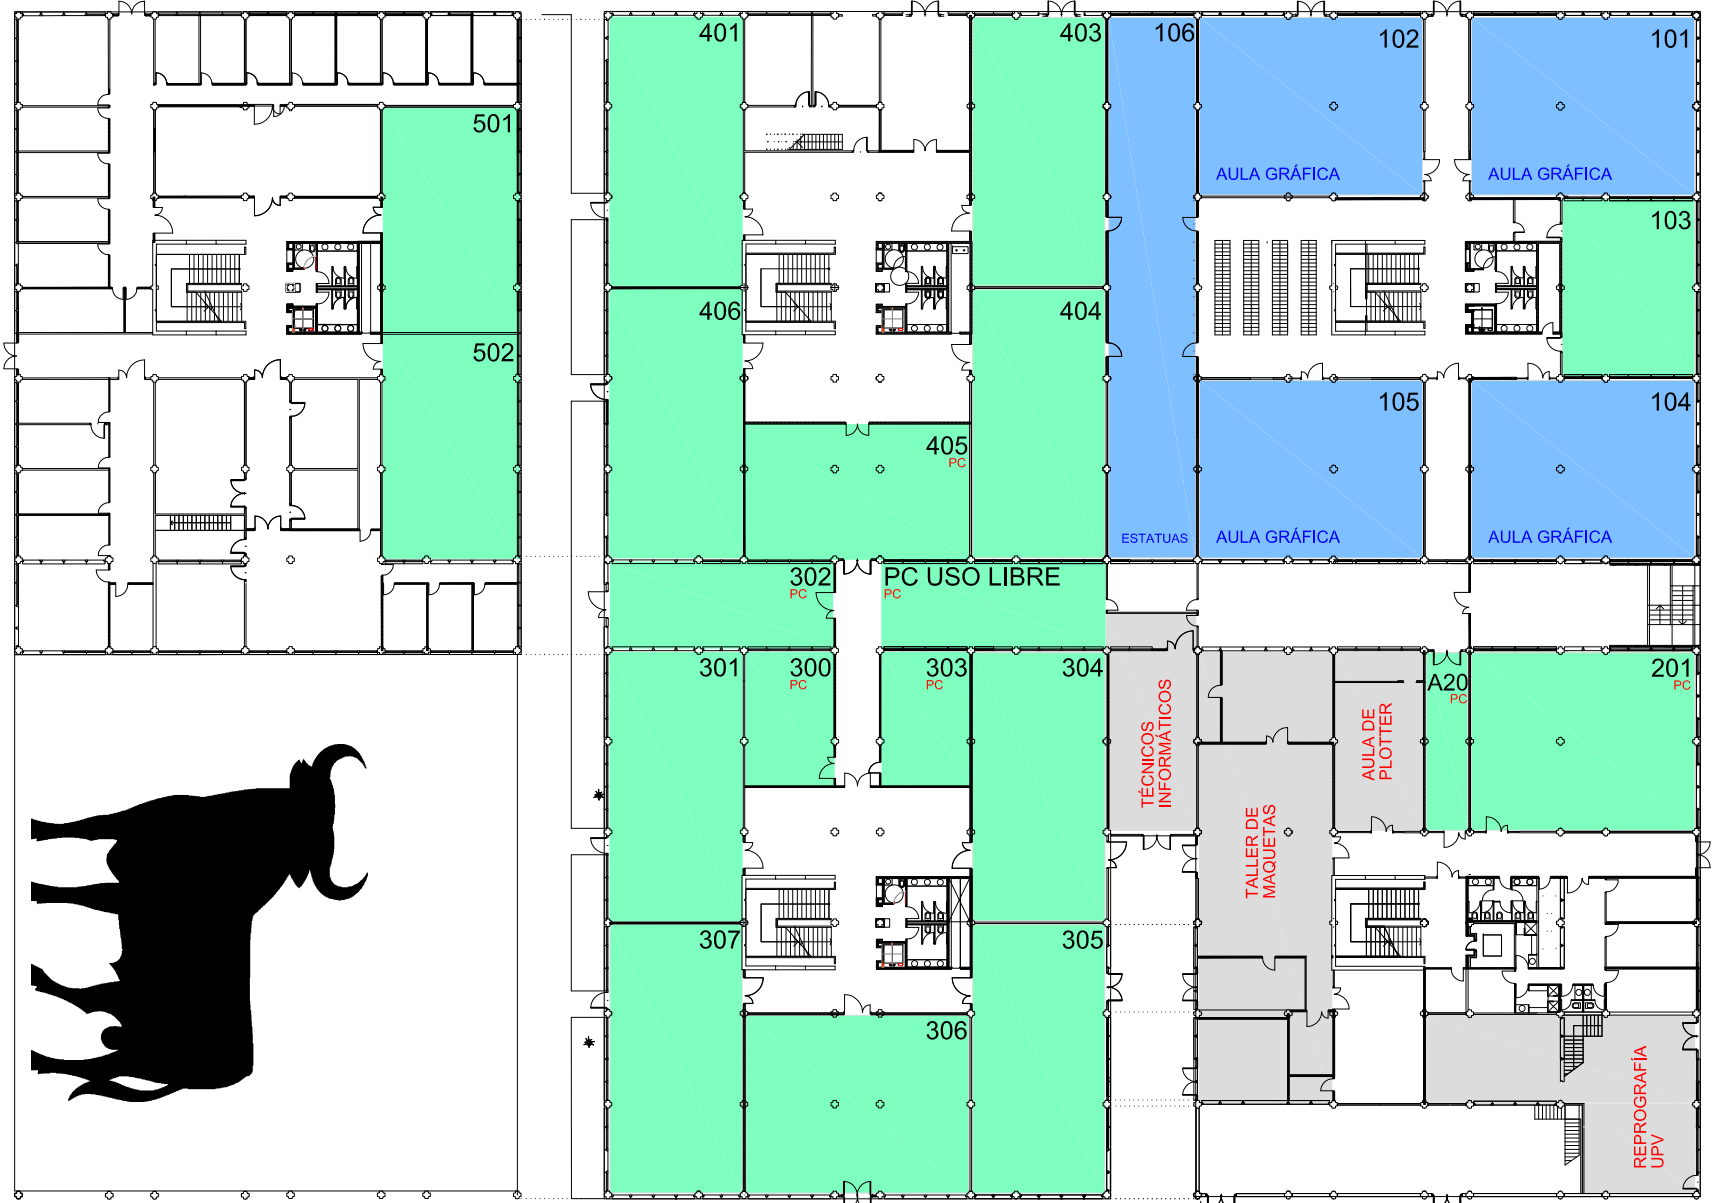 401
403
106
102
101
501
AULA GRÁFICA
AULA GRÁFICA
103
406
404
502
105
104
405
PC
ESTATUAS
AULA GRÁFICA
AULA GRÁFICA
302
PC
PC USO LIBRE
PC
301
300
PC
303
PC
304
A20
PC
201
PC
TÉCNICOS
INFORMÁTICOS
AULA DE
PLOTTER
TALLER DE
MAQUETAS
307
305
306
REPROGRAFÍA
UPV